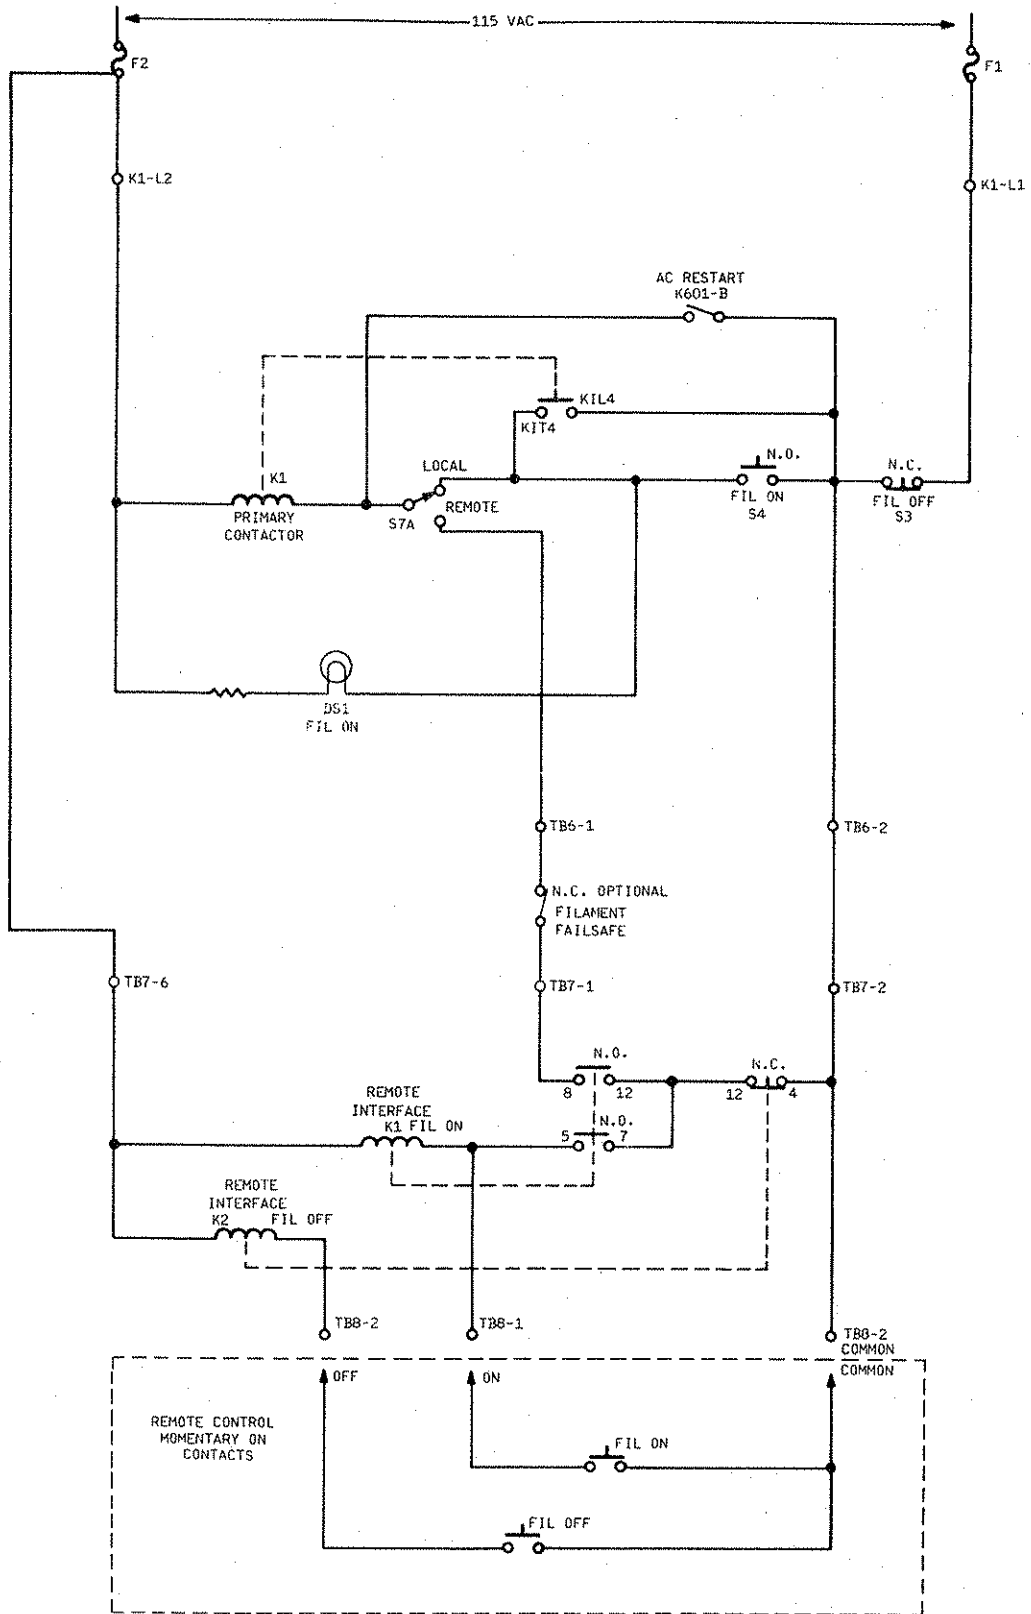 115 VAC
F2
F1
K1-L2
K1-L1
AC RESTART
K601-B
KIL4
KIT4
LOCAL
N.O.
N.C.
K1
REMOTE
FIL ON
FIL OFF
PRIMARY
CONTACTOR
S7A
S4
S3
DS1
FIL ON
TB6-1
TB6-2
N.C. OPTIONAL
FILAMENT
FAILSAFE
TB7-6
TB7-1
TB7-2
N.O.
N.C.
8
12
12
4
REMOTE
INTERFACE
K1 FIL ON
N.O.
5
7
REMOTE
INTERFACE
K2 FIL OFF
TB8-2
TB8-1
TB8-2
COMMON
OFF
ON
COMMON
REMOTE CONTROL
MOMENTARY ON
CONTACTS
FIL ON
FIL OFF